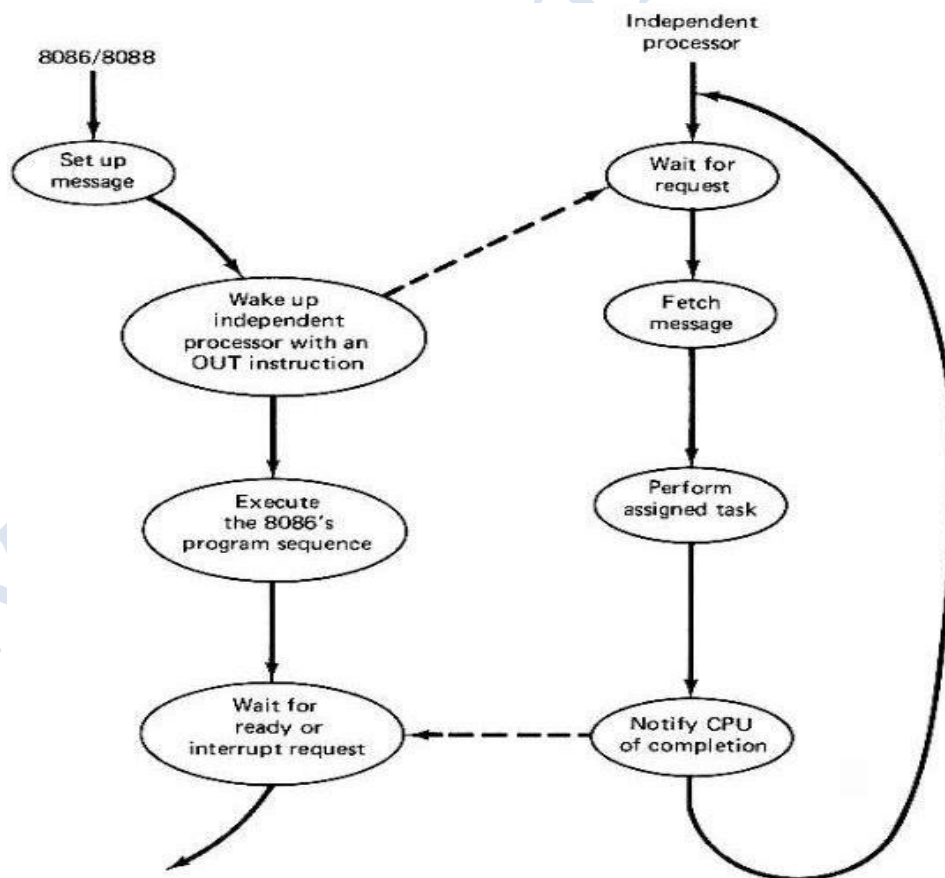 8086/8088
Set up
message
Wake up
independent
processor with an
OUT instruction
Execute
the 8086's
program sequence
Wait for
ready or
interrupt request
Independent
processor
Wait for
request
Fetch
message
Perform
assigned task
Notify CPU
of completion